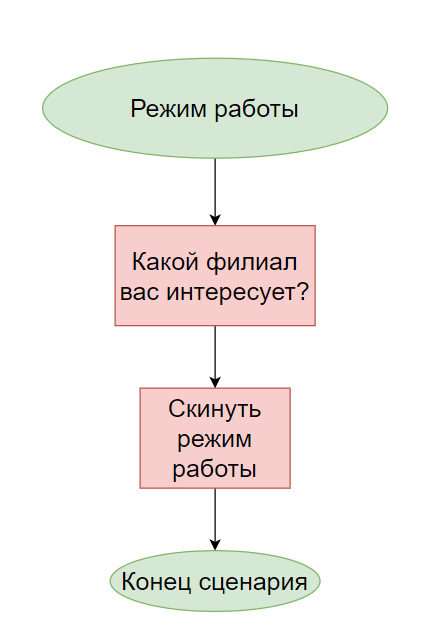 Режим работы
Какой филиал
вас интересует?
Скинуть
режим
работы
Конец сценария